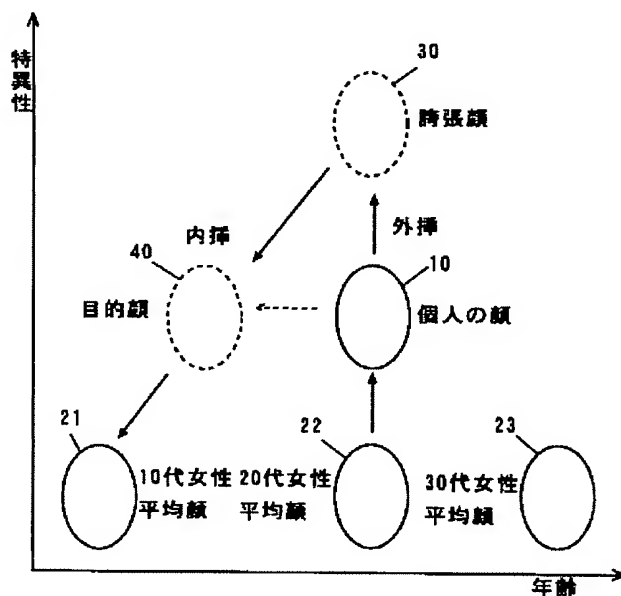 特異性
30
誇張顔
内挿
外挿
40
10
目的顔
個人の顔
21
22
23
10代女性
平均顔
20代女性
平均顔
30代女性
平均顔
年齢